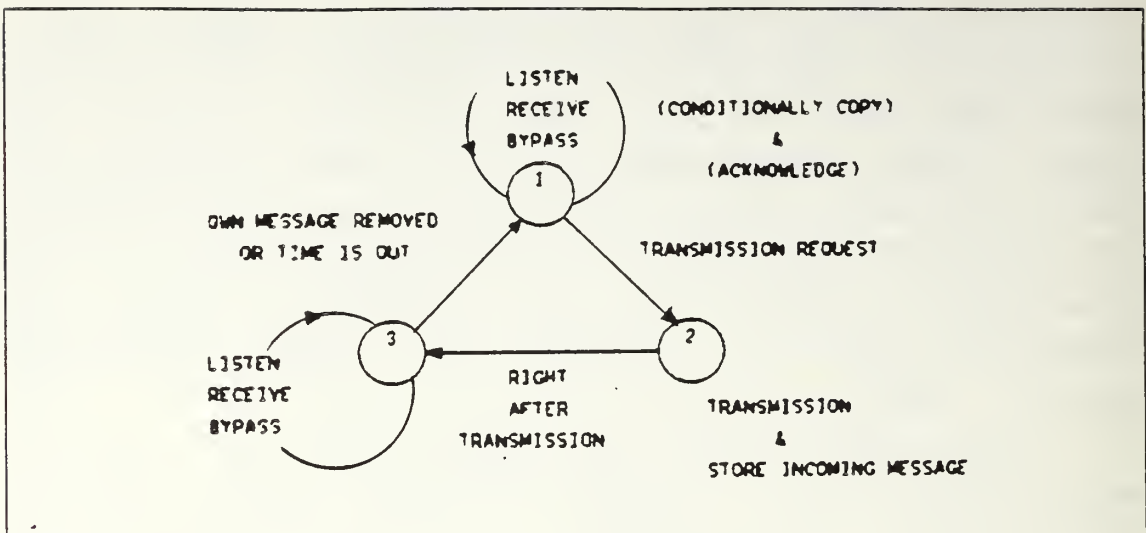 LISTEN
RECEIVE
BYPASS
(CONDITIONALLY COPY)
&
(ACKNOWLEDGE)
1
OWN MESSAGE REMOVED
OR TIME IS OUT
TRANSMISSION REQUEST
3
2
LISTEN
RECEIVE
BYPASS
RIGHT
AFTER
TRANSMISSION
TRANSMISSION
&
STORE INCOMING MESSAGE